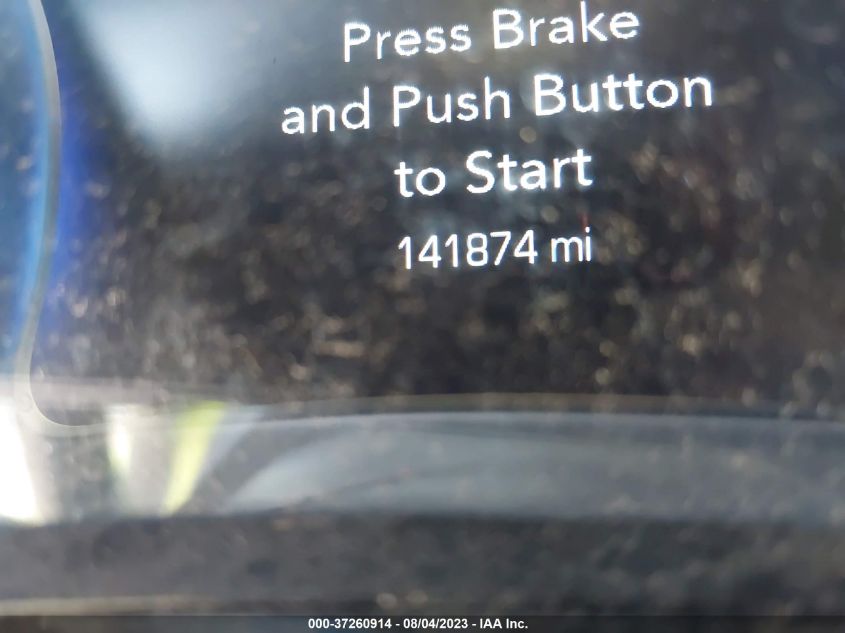 Press Brake
and Push Button
to Start
141874 mi
000-37260914 - 08/04/2023 - IAA Inc.